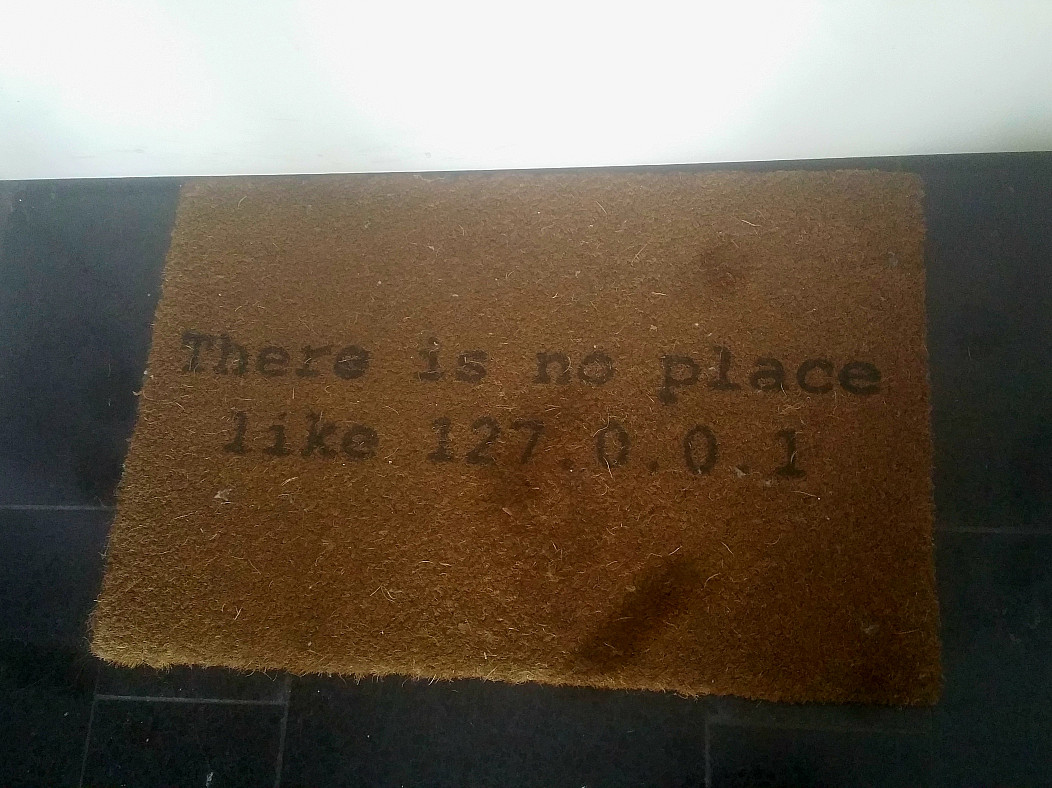 There is no place
like 127.0.0.1